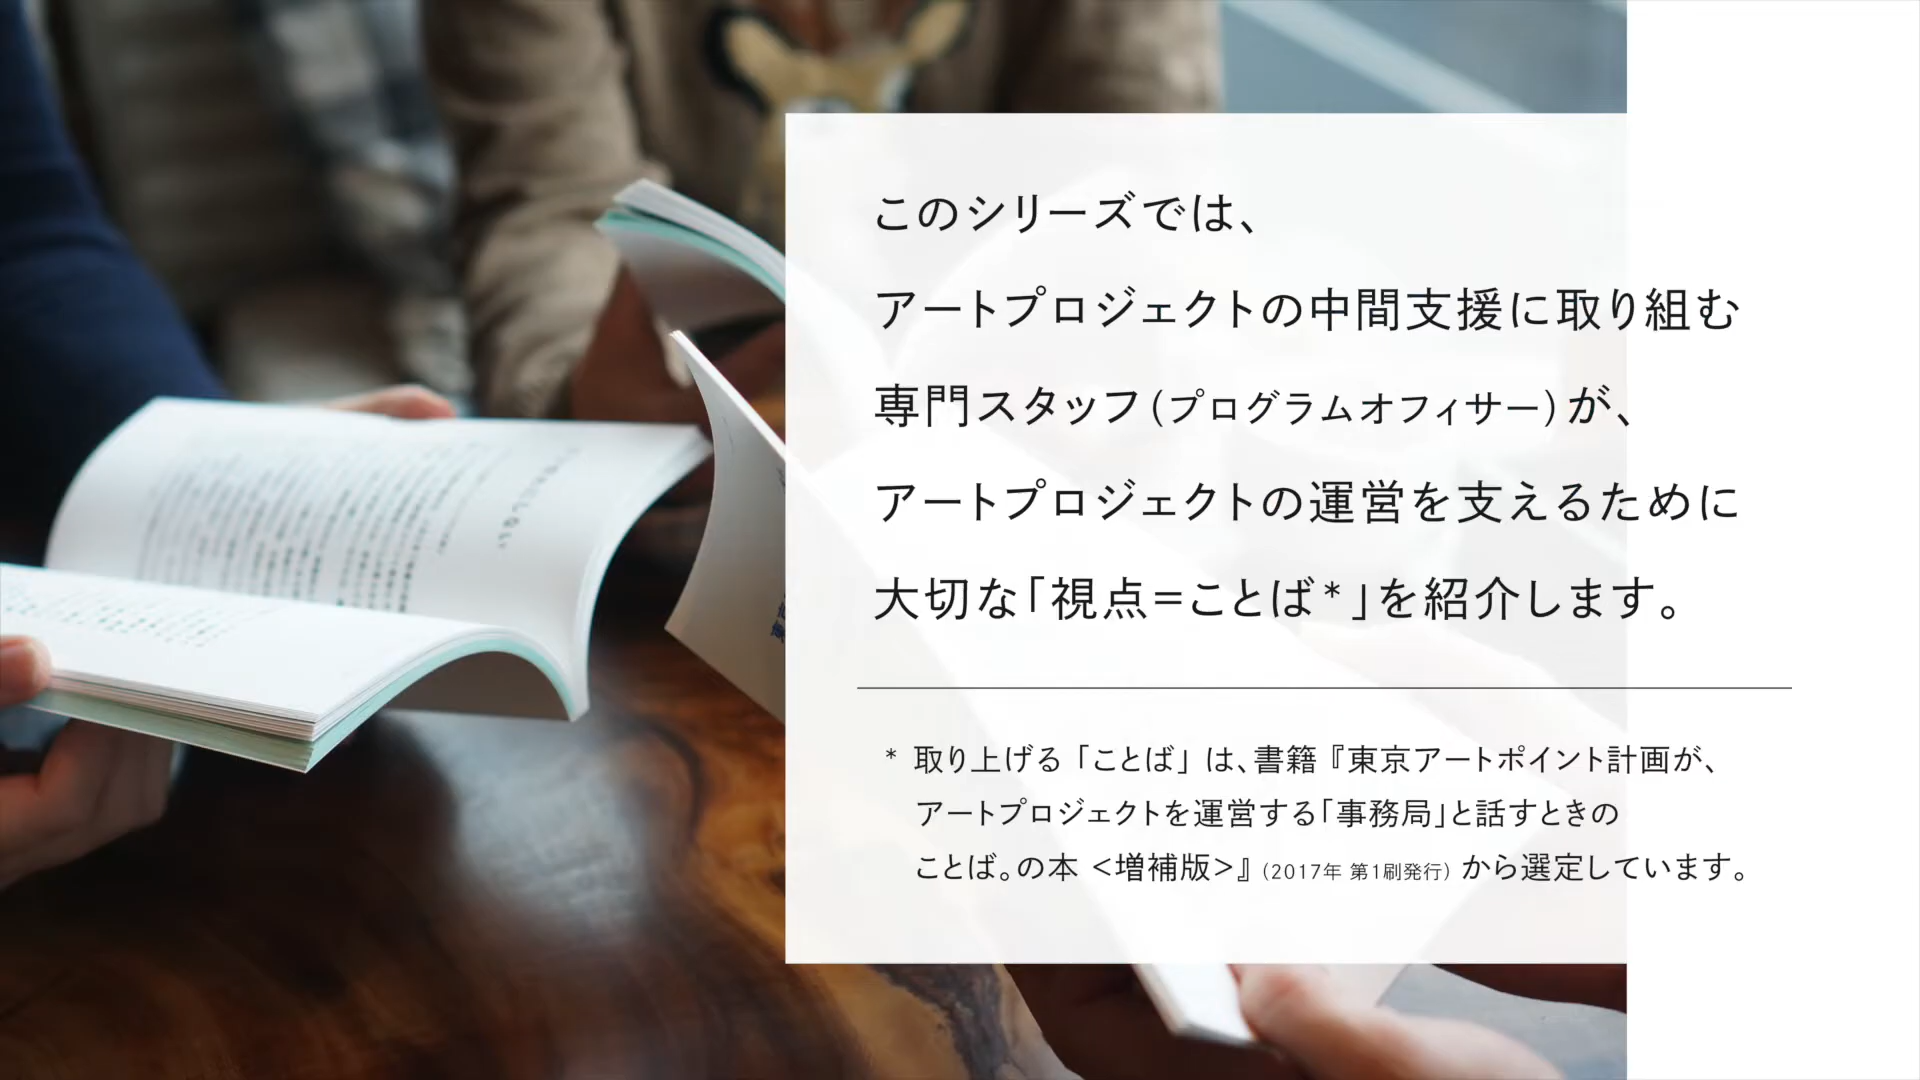 このシリーズでは、
アートプロジェクトの中間支援に取り組む
専門スタッフ(プログラムオフィサー)が、
アートプロジェクトの運営を支えるために
大切な「視点=ことば*」を紹介します。
* 取り上げる「ことば」は、書籍『東京アートポイント計画が、
アートプロジェクトを運営する「事務局」と話すときの
ことば。の本 <増補版>』(2017年 第1刷発行) から選定しています。